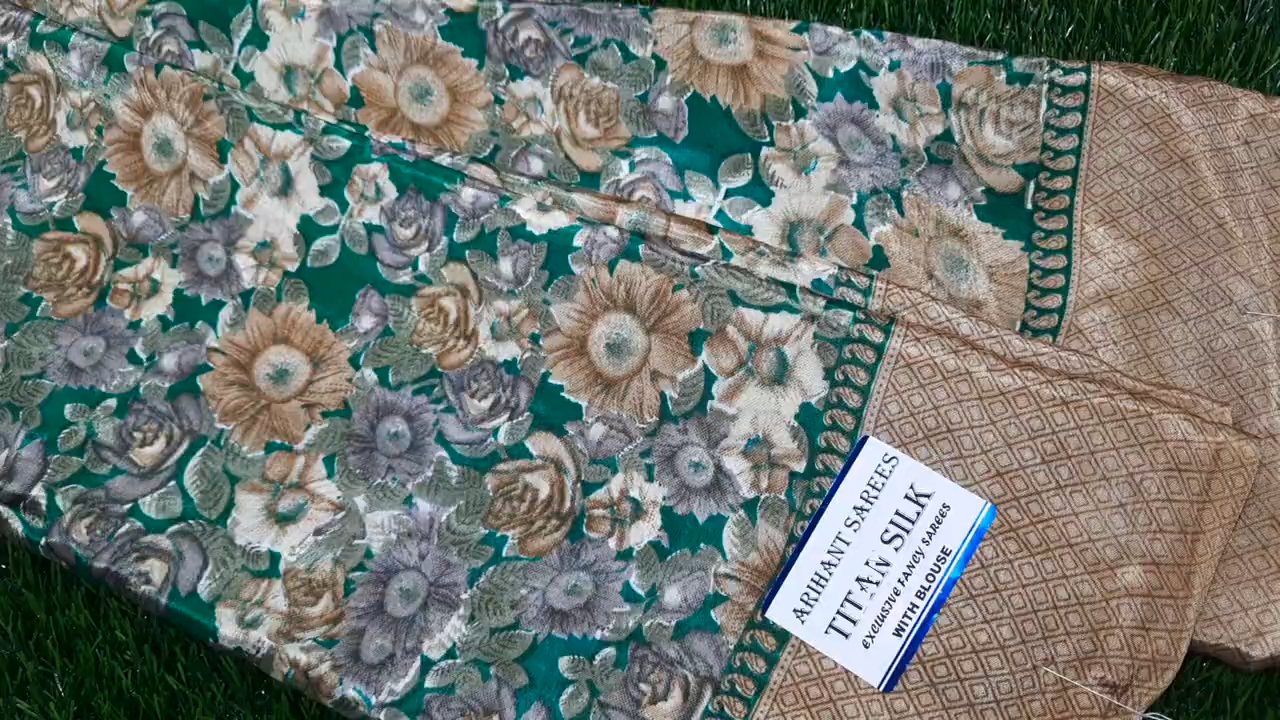 ARIHANT SAREES
TITAN SILK
exclusive FANCY SAREES
WITH BLOUSE